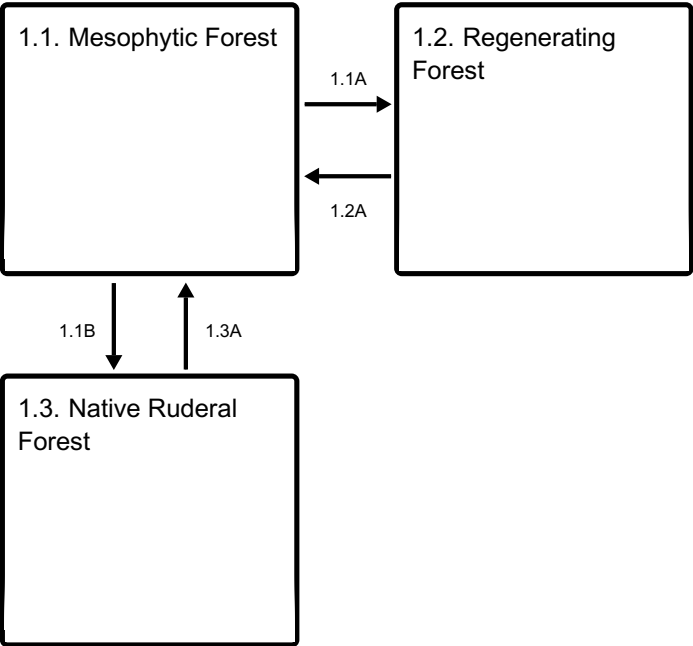 1.1. Mesophytic Forest
1.2. Regenerating
Forest
1.1A
1.2A
1.1B
1.3A
1.3. Native Ruderal
Forest